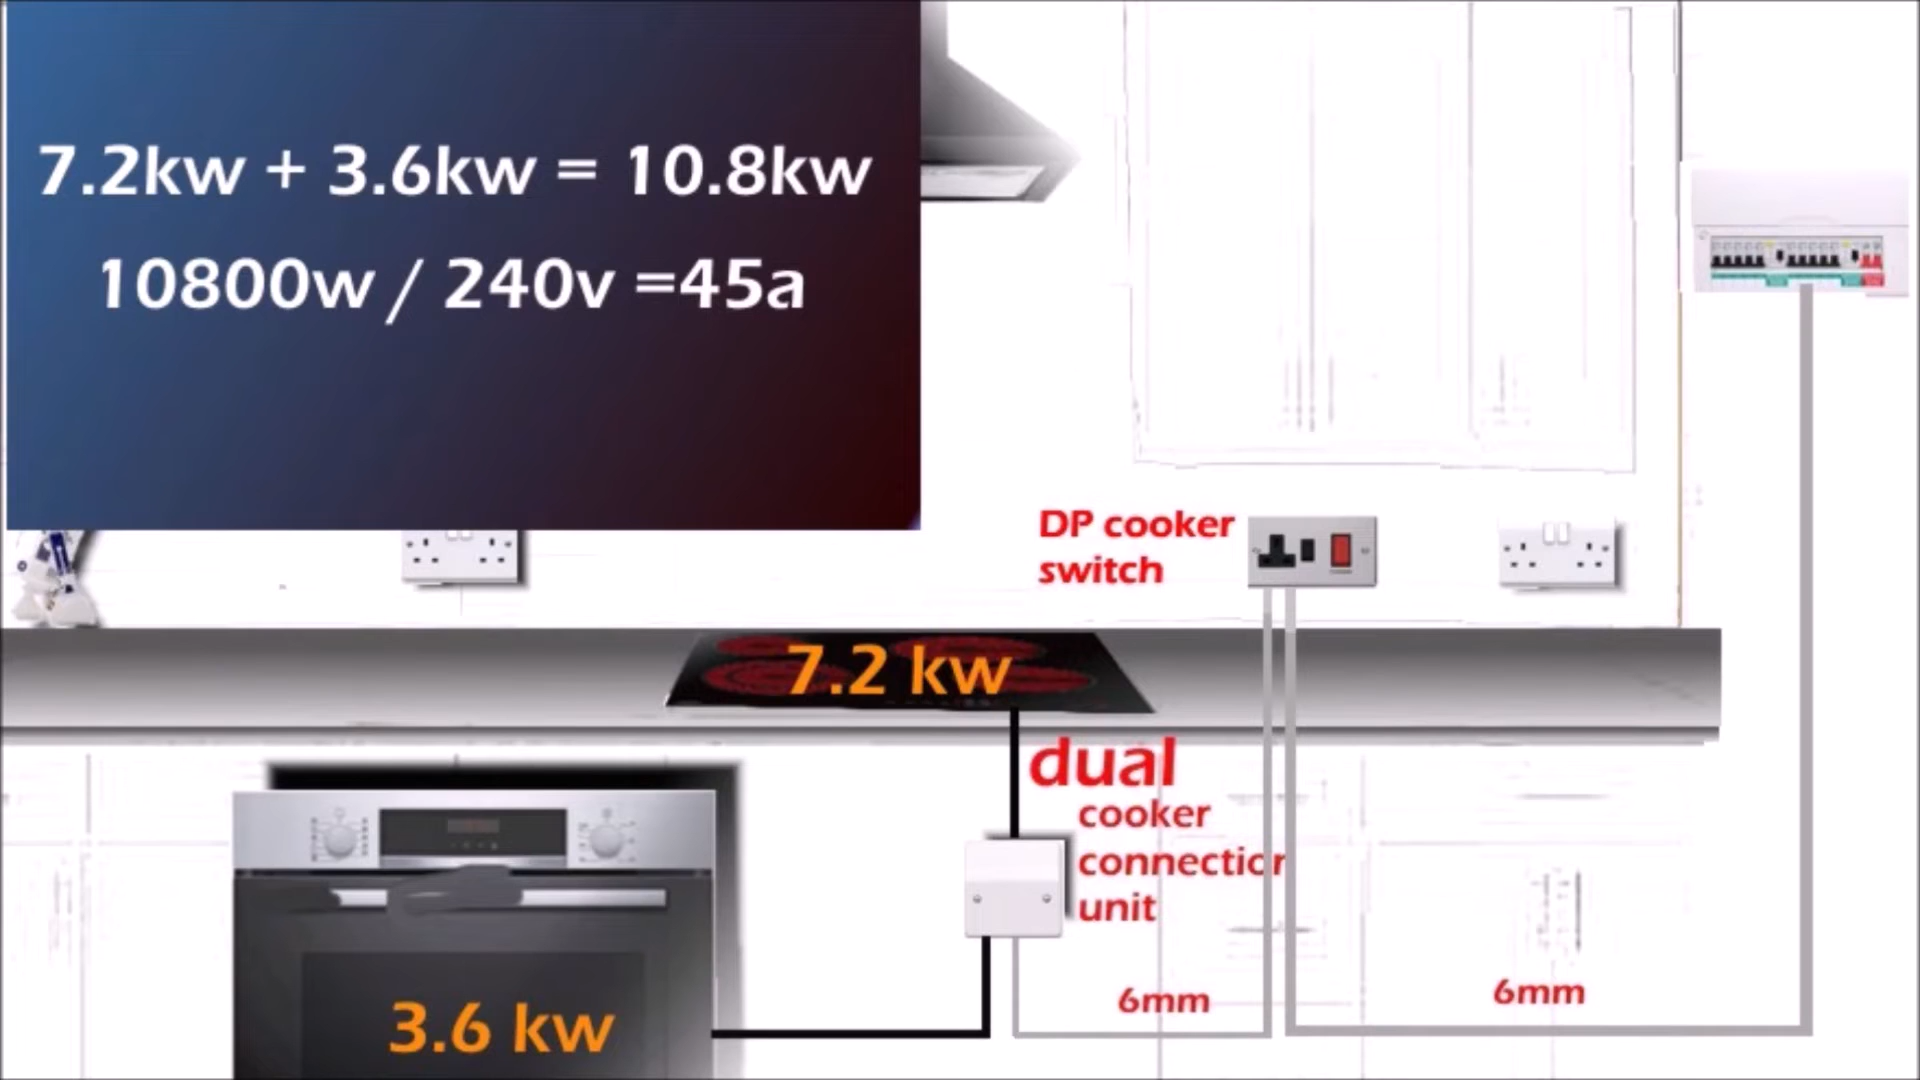 7.2kw + 3.6kw = 10.8kw
10800w / 240v =45a
DP cooker
switch
7.2 kw
dual
cooker
connection
unit
3.6 kw
6mm
6mm